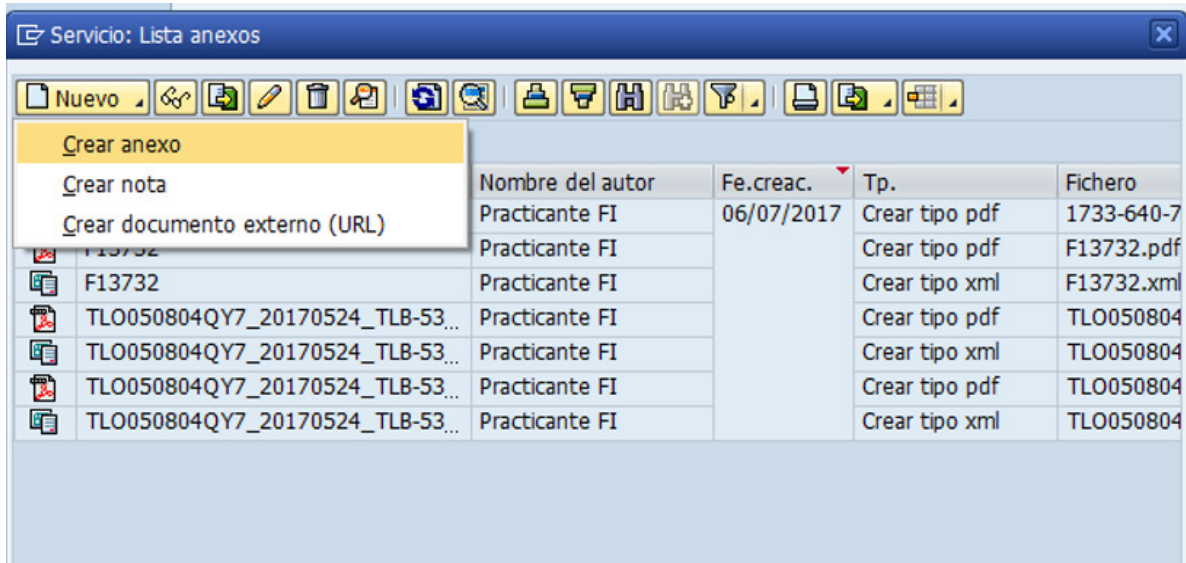 Servicio: Lista anexos
Nuevo
Crear anexo
Crear nota
Crear documento externo (URL)
Nombre del autor Fe.creac. Tp. Fichero
Practicante FI 06/07/2017 Crear tipo pdf 1733-640-7
F13732 Practicante FI Crear tipo pdf F13732.pdf
F13732 Practicante FI Crear tipo xml F13732.xml
TLO050804QY7_20170524_TLB-53... Practicante FI Crear tipo pdf TLO050804
TLO050804QY7_20170524_TLB-53... Practicante FI Crear tipo xml TLO050804
TLO050804QY7_20170524_TLB-53... Practicante FI Crear tipo pdf TLO050804
TLO050804QY7_20170524_TLB-53... Practicante FI Crear tipo xml TLO050804